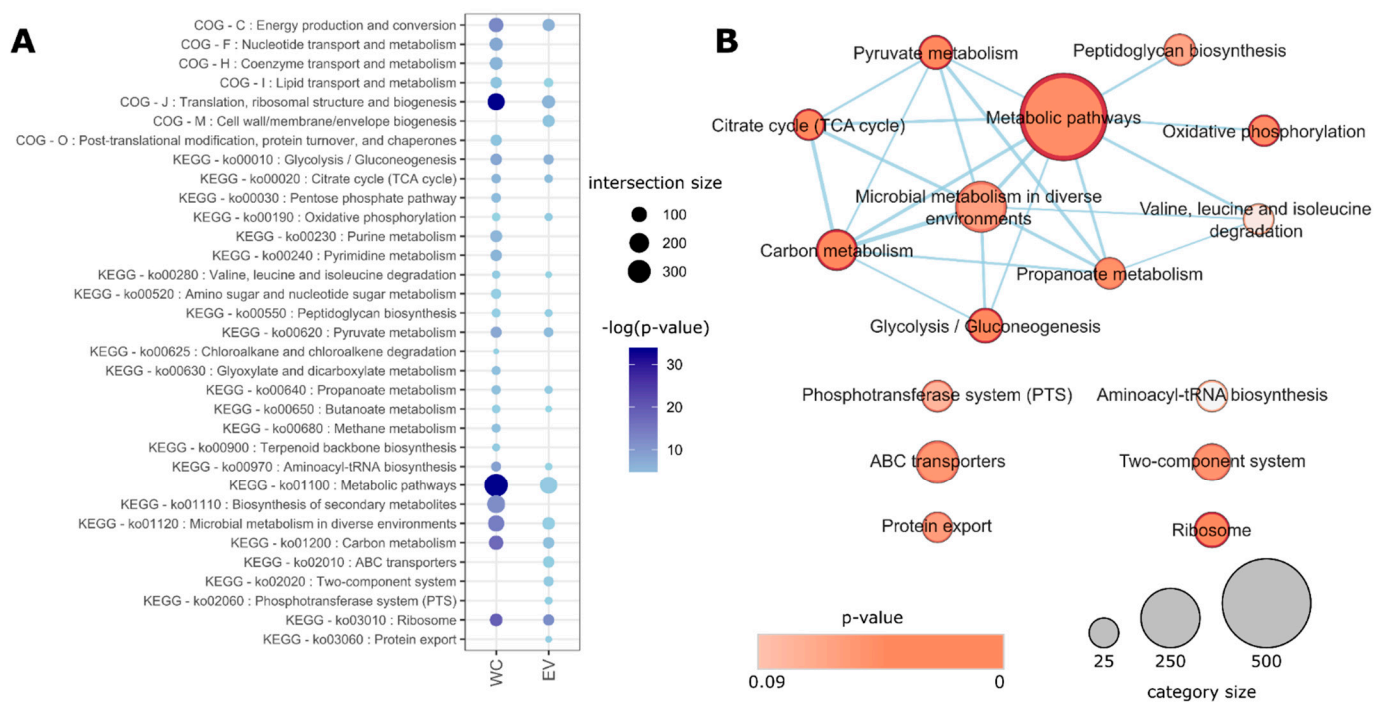 A
COG - C : Energy production and conversion
COG - F : Nucleotide transport and metabolism
COG - H : Coenzyme transport and metabolism
COG - I : Lipid transport and metabolism
COG - J : Translation, ribosomal structure and biogenesis
COG - M : Cell wall/membrane/envelope biogenesis
COG - O : Post-translational modification, protein turnover, and chaperones
KEGG - ko00010 : Glycolysis / Gluconeogenesis
KEGG - ko00020 : Citrate cycle (TCA cycle)
KEGG - ko00030 : Pentose phosphate pathway
KEGG - ko00190 : Oxidative phosphorylation
KEGG - ko00230 : Purine metabolism
KEGG - ko00240 : Pyrimidine metabolism
KEGG - ko00280 : Valine, leucine and isoleucine degradation
KEGG - ko00520 : Amino sugar and nucleotide sugar metabolism
KEGG - ko00550 : Peptidoglycan biosynthesis
KEGG - ko00620 : Pyruvate metabolism
KEGG - ko00625 : Chloroalkane and chloroalkene degradation
KEGG - ko00630 : Glyoxylate and dicarboxylate metabolism
KEGG - ko00640 : Propanoate metabolism
KEGG - ko00650 : Butanoate metabolism
KEGG - ko00680 : Methane metabolism
KEGG - ko00900 : Terpenoid backbone biosynthesis
KEGG - ko00970 : Aminoacyl-tRNA biosynthesis
KEGG - ko01100 : Metabolic pathways
KEGG - ko01110 : Biosynthesis of secondary metabolites
KEGG - ko01120 : Microbial metabolism in diverse environments
KEGG - ko01200 : Carbon metabolism
KEGG - ko02010 : ABC transporters
KEGG - ko02020 : Two-component system
KEGG - ko02060 : Phosphotransferase system (PTS)
KEGG - ko03010 : Ribosome
KEGG - ko03060 : Protein export
WC
EV
intersection size
100
200
300
-log(p-value)
30
20
10
B
Pyruvate metabolism
Peptidoglycan biosynthesis
Metabolic pathways
Citrate cycle (TCA cycle)
Oxidative phosphorylation
Microbial metabolism in diverse
environments
Valine, leucine and isoleucine
degradation
Carbon metabolism
Propanoate metabolism
Glycolysis / Gluconeogenesis
Phosphotransferase system (PTS)
Aminoacyl-tRNA biosynthesis
ABC transporters
Two-component system
Protein export
Ribosome
p-value
0.09
0
25
250
500
category size